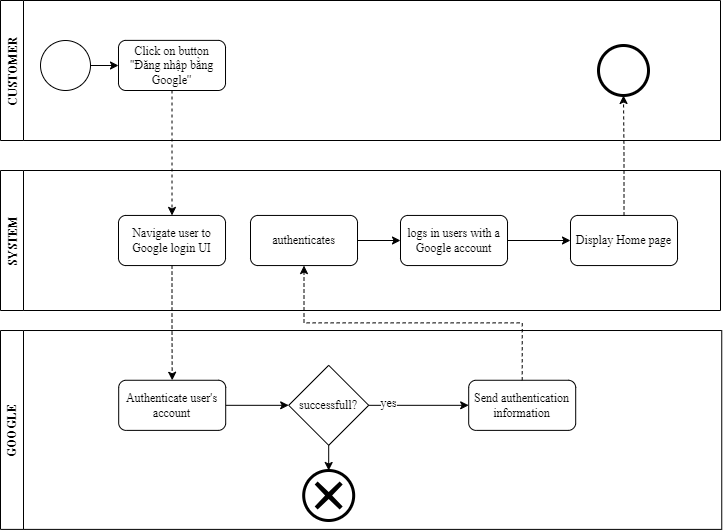 CUSTOMER
Click on button
"Đăng nhập bằng
Google"
SYSTEM
Navigate user to
Google login UI
authenticates
logs in users with a
Google account
Display Home page
GOOGLE
Authenticate user's
account
successfull?
yes
Send authentication
information